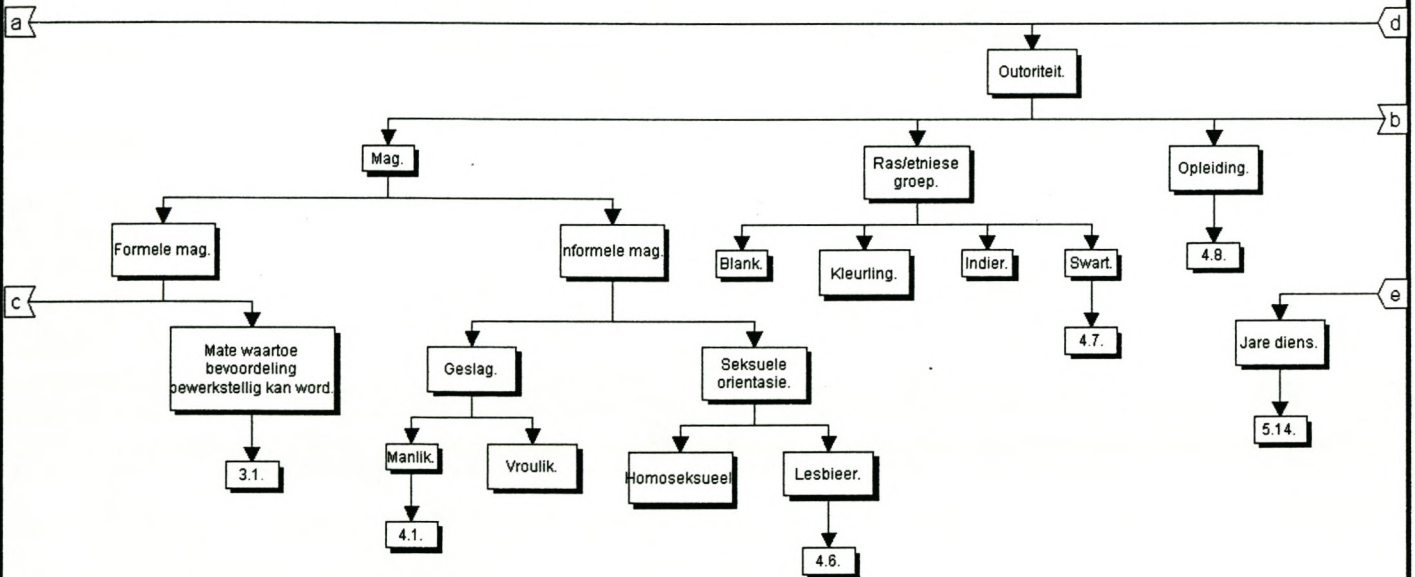 a
d
Outoriteit.
b
Mag.
Ras/etniese
groep.
Opleiding.
Formele mag.
nformele mag.
Blank.
Kleurling.
Indier.
Swart.
4.8.
c
e
Mate waartoe
bevoordeling
bewerkstellig kan word.
Geslag.
Seksuele
orientasie.
4.7.
Jare diens.
3.1.
Manlik.
Vroulik.
Homoseksueel
Lesbieer.
5.14.
4.1.
4.6.